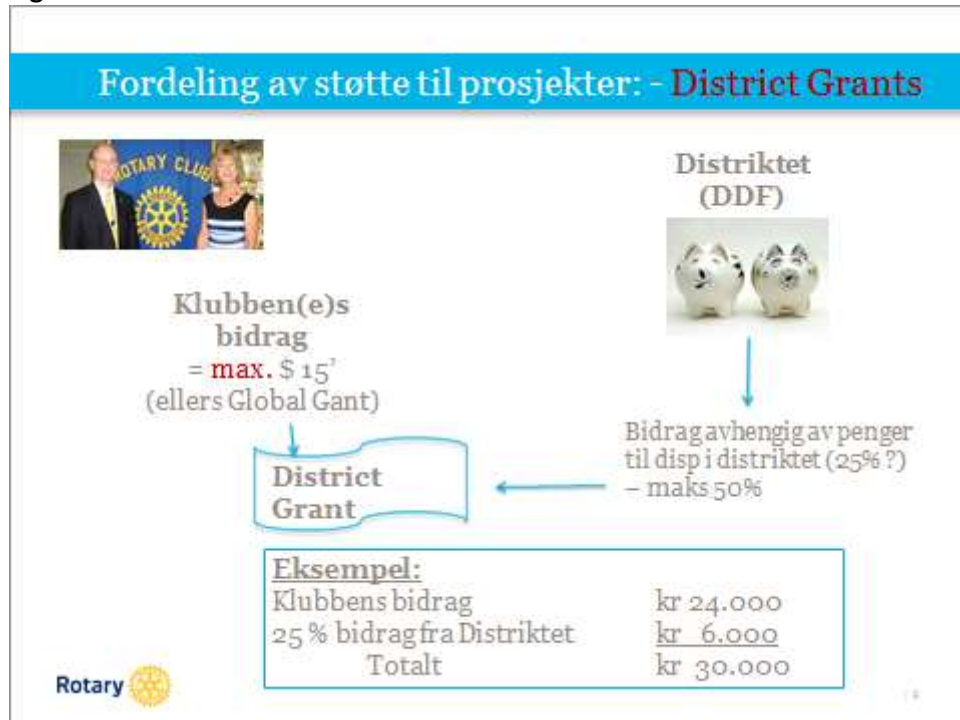 Fordeling av støtte til prosjekter: - District Grants
ROTARY CLUB
Distriktet
(DDF)
Klubben(e)s
bidrag
= max. $ 15’
(ellers Global Gant)
Bidrag avhengig av penger
til disp i distriktet (25% ?)
– maks 50%
District
Grant
Eksempel:
Klubbens bidrag kr 24.000
25 % bidrag fra Distriktet kr 6.000
Totalt kr 30.000
Rotary